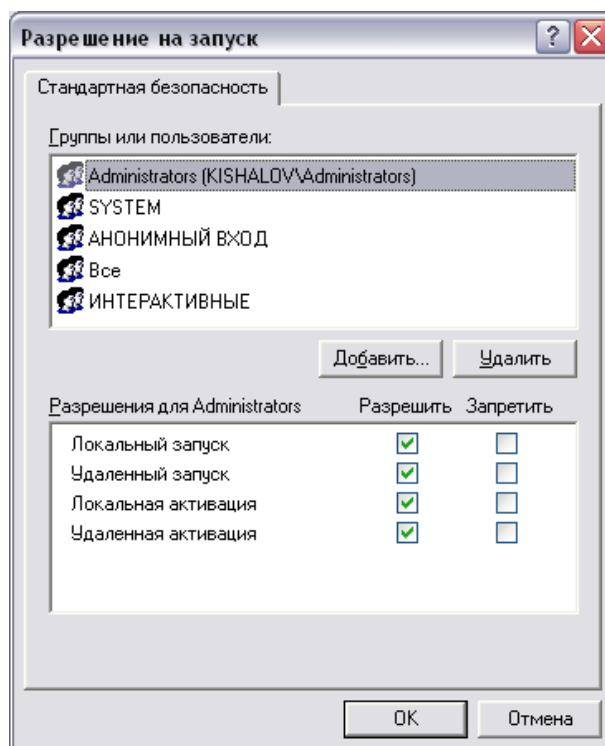 Разрешение на запуск
Стандартная безопасность
Группы или пользователи:
Administrators (KISHALOV\Administrators)
SYSTEM
АНОНИМНЫЙ ВХОД
Все
ИНТЕРАКТИВНЫЕ
Добавить... Удалить
Разрешения для Administrators Разрешить Запретить
Локальный запуск
Удаленный запуск
Локальная активация
Удаленная активация
OK Отмена